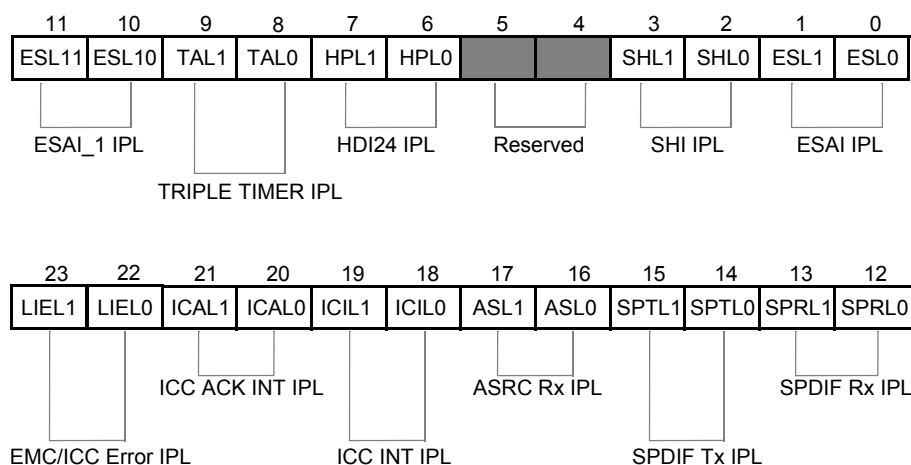 11 10 9 8 7 6 5 4 3 2 1 0
ESL11 ESL10 TAL1 TAL0 HPL1 HPL0 SHL1 SHL0 ESL1 ESL0
ESAI_1 IPL HDI24 IPL Reserved SHI IPL ESAI IPL
TRIPLE TIMER IPL
23 22 21 20 19 18 17 16 15 14 13 12
LIEL1 LIEL0 ICAL1 ICAL0 ICIL1 ICIL0 ASL1 ASL0 SPTL1 SPTL0 SPRL1 SPRL0
ICC ACK INT IPL ASRC Rx IPL SPDIF Rx IPL
EMC/ICC Error IPL ICC INT IPL SPDIF Tx IPL